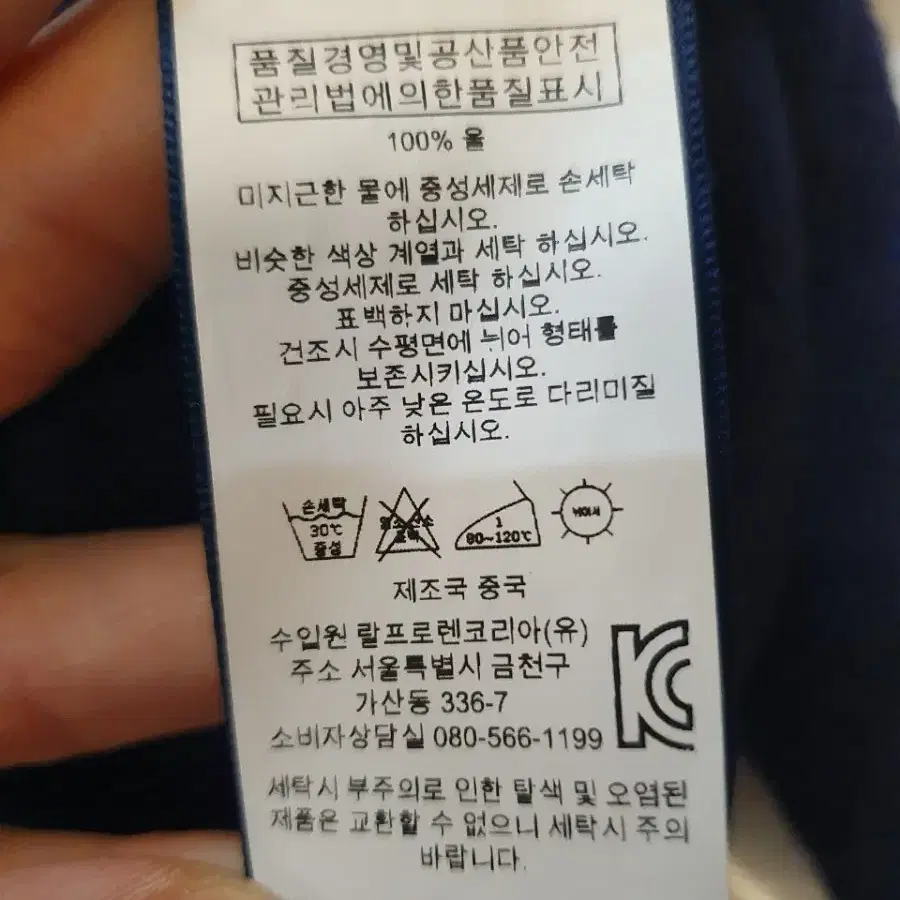 품질경영및공산품안전
관리법에의한품질표시
100% 울
미지근한 물에 중성세제로 손세탁
하십시오.
비슷한 색상 계열과 세탁 하십시오.
중성세제로 세탁 하십시오.
표백하지 마십시오.
건조시 수평면에 뉘어 형태를
보존시키십시오.
필요시 아주 낮은 온도로 다리미질
하십시오.
손세탁
30℃
중성
표백
1
80~120℃
뉘어서
제조국 중국
수입원 랄프로렌코리아(유)
주소 서울특별시 금천구
가산동 336-7
소비자상담실 080-566-1199
KC
세탁시 부주의로 인한 탈색 및 오염된
제품은 교환할 수 없으니 세탁시 주의
바랍니다.